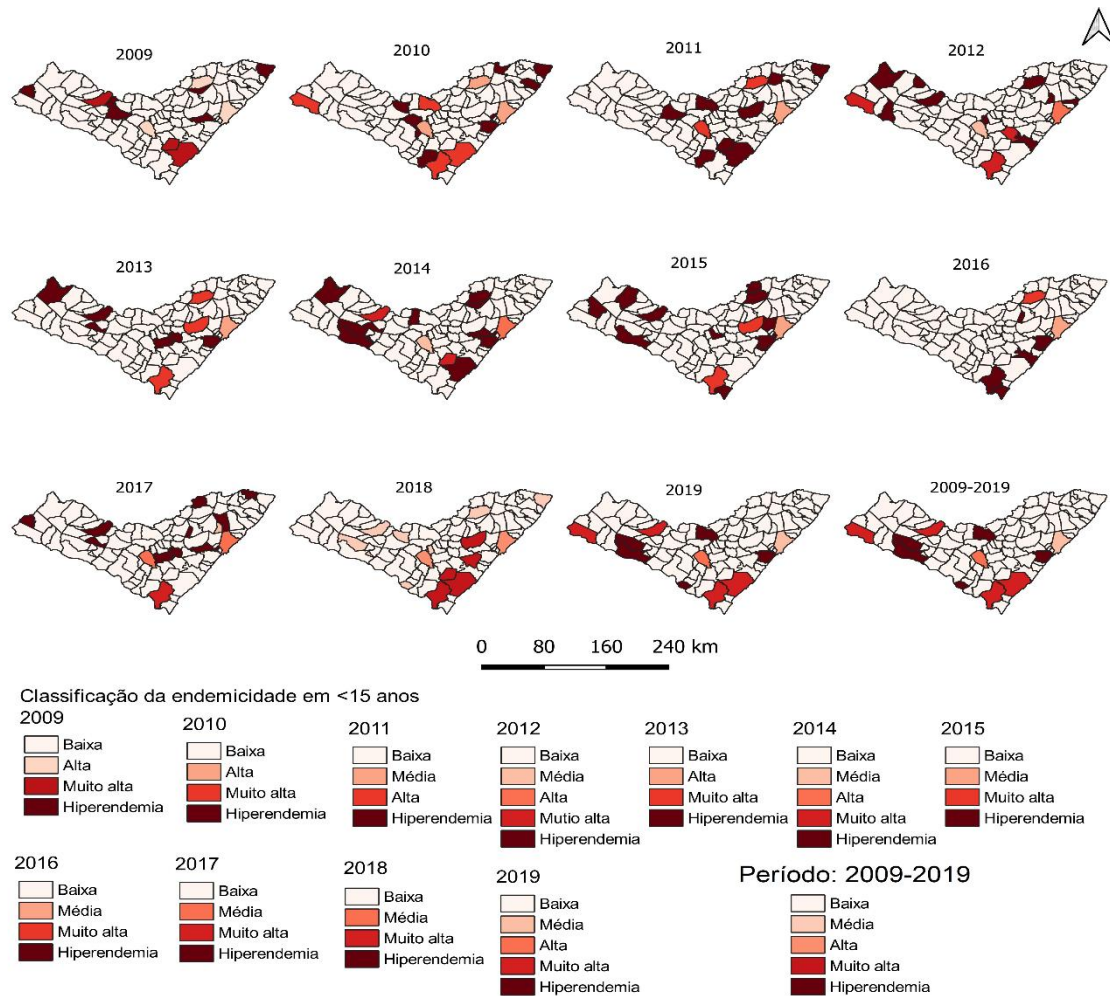 2009
2010
2011
2012
2013
2014
2015
2016
2017
2018
2019
2009-2019
0 80 160 240 km
Classificação da endemicidade em <15 anos
2009
Baixa
Alta
Muito alta
Hiperendemia
2010
Baixa
Alta
Muito alta
Hiperendemia
2011
Baixa
Média
Alta
Hiperendemia
2012
Baixa
Média
Alta
Mutio alta
Hiperendemia
2013
Baixa
Alta
Muito alta
Hiperendemia
2014
Baixa
Média
Alta
Muito alta
Hiperendemia
2015
Baixa
Média
Muito alta
Hiperendemia
2016
Baixa
Média
Muito alta
Hiperendemia
2017
Baixa
Média
Muito alta
Hiperendemia
2018
Baixa
Média
Muito alta
Hiperendemia
2019
Baixa
Média
Alta
Muito alta
Hiperendemia
Período: 2009-2019
Baixa
Média
Alta
Muito alta
Hiperendemia